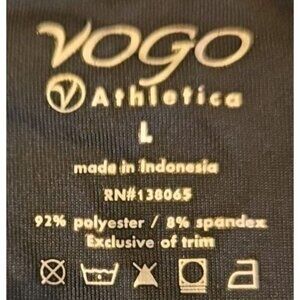 VOGO
Athletica
L
made in Indonesia
RN#138065
92% polyester / 8% spandex
Exclusive of trim